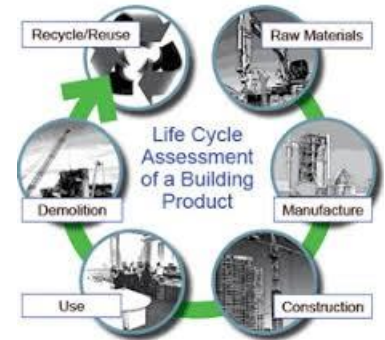 Recycle/Reuse
Raw Materials
Life Cycle
Assessment
of a Building
Product
Demolition
Manufacture
Use
Construction